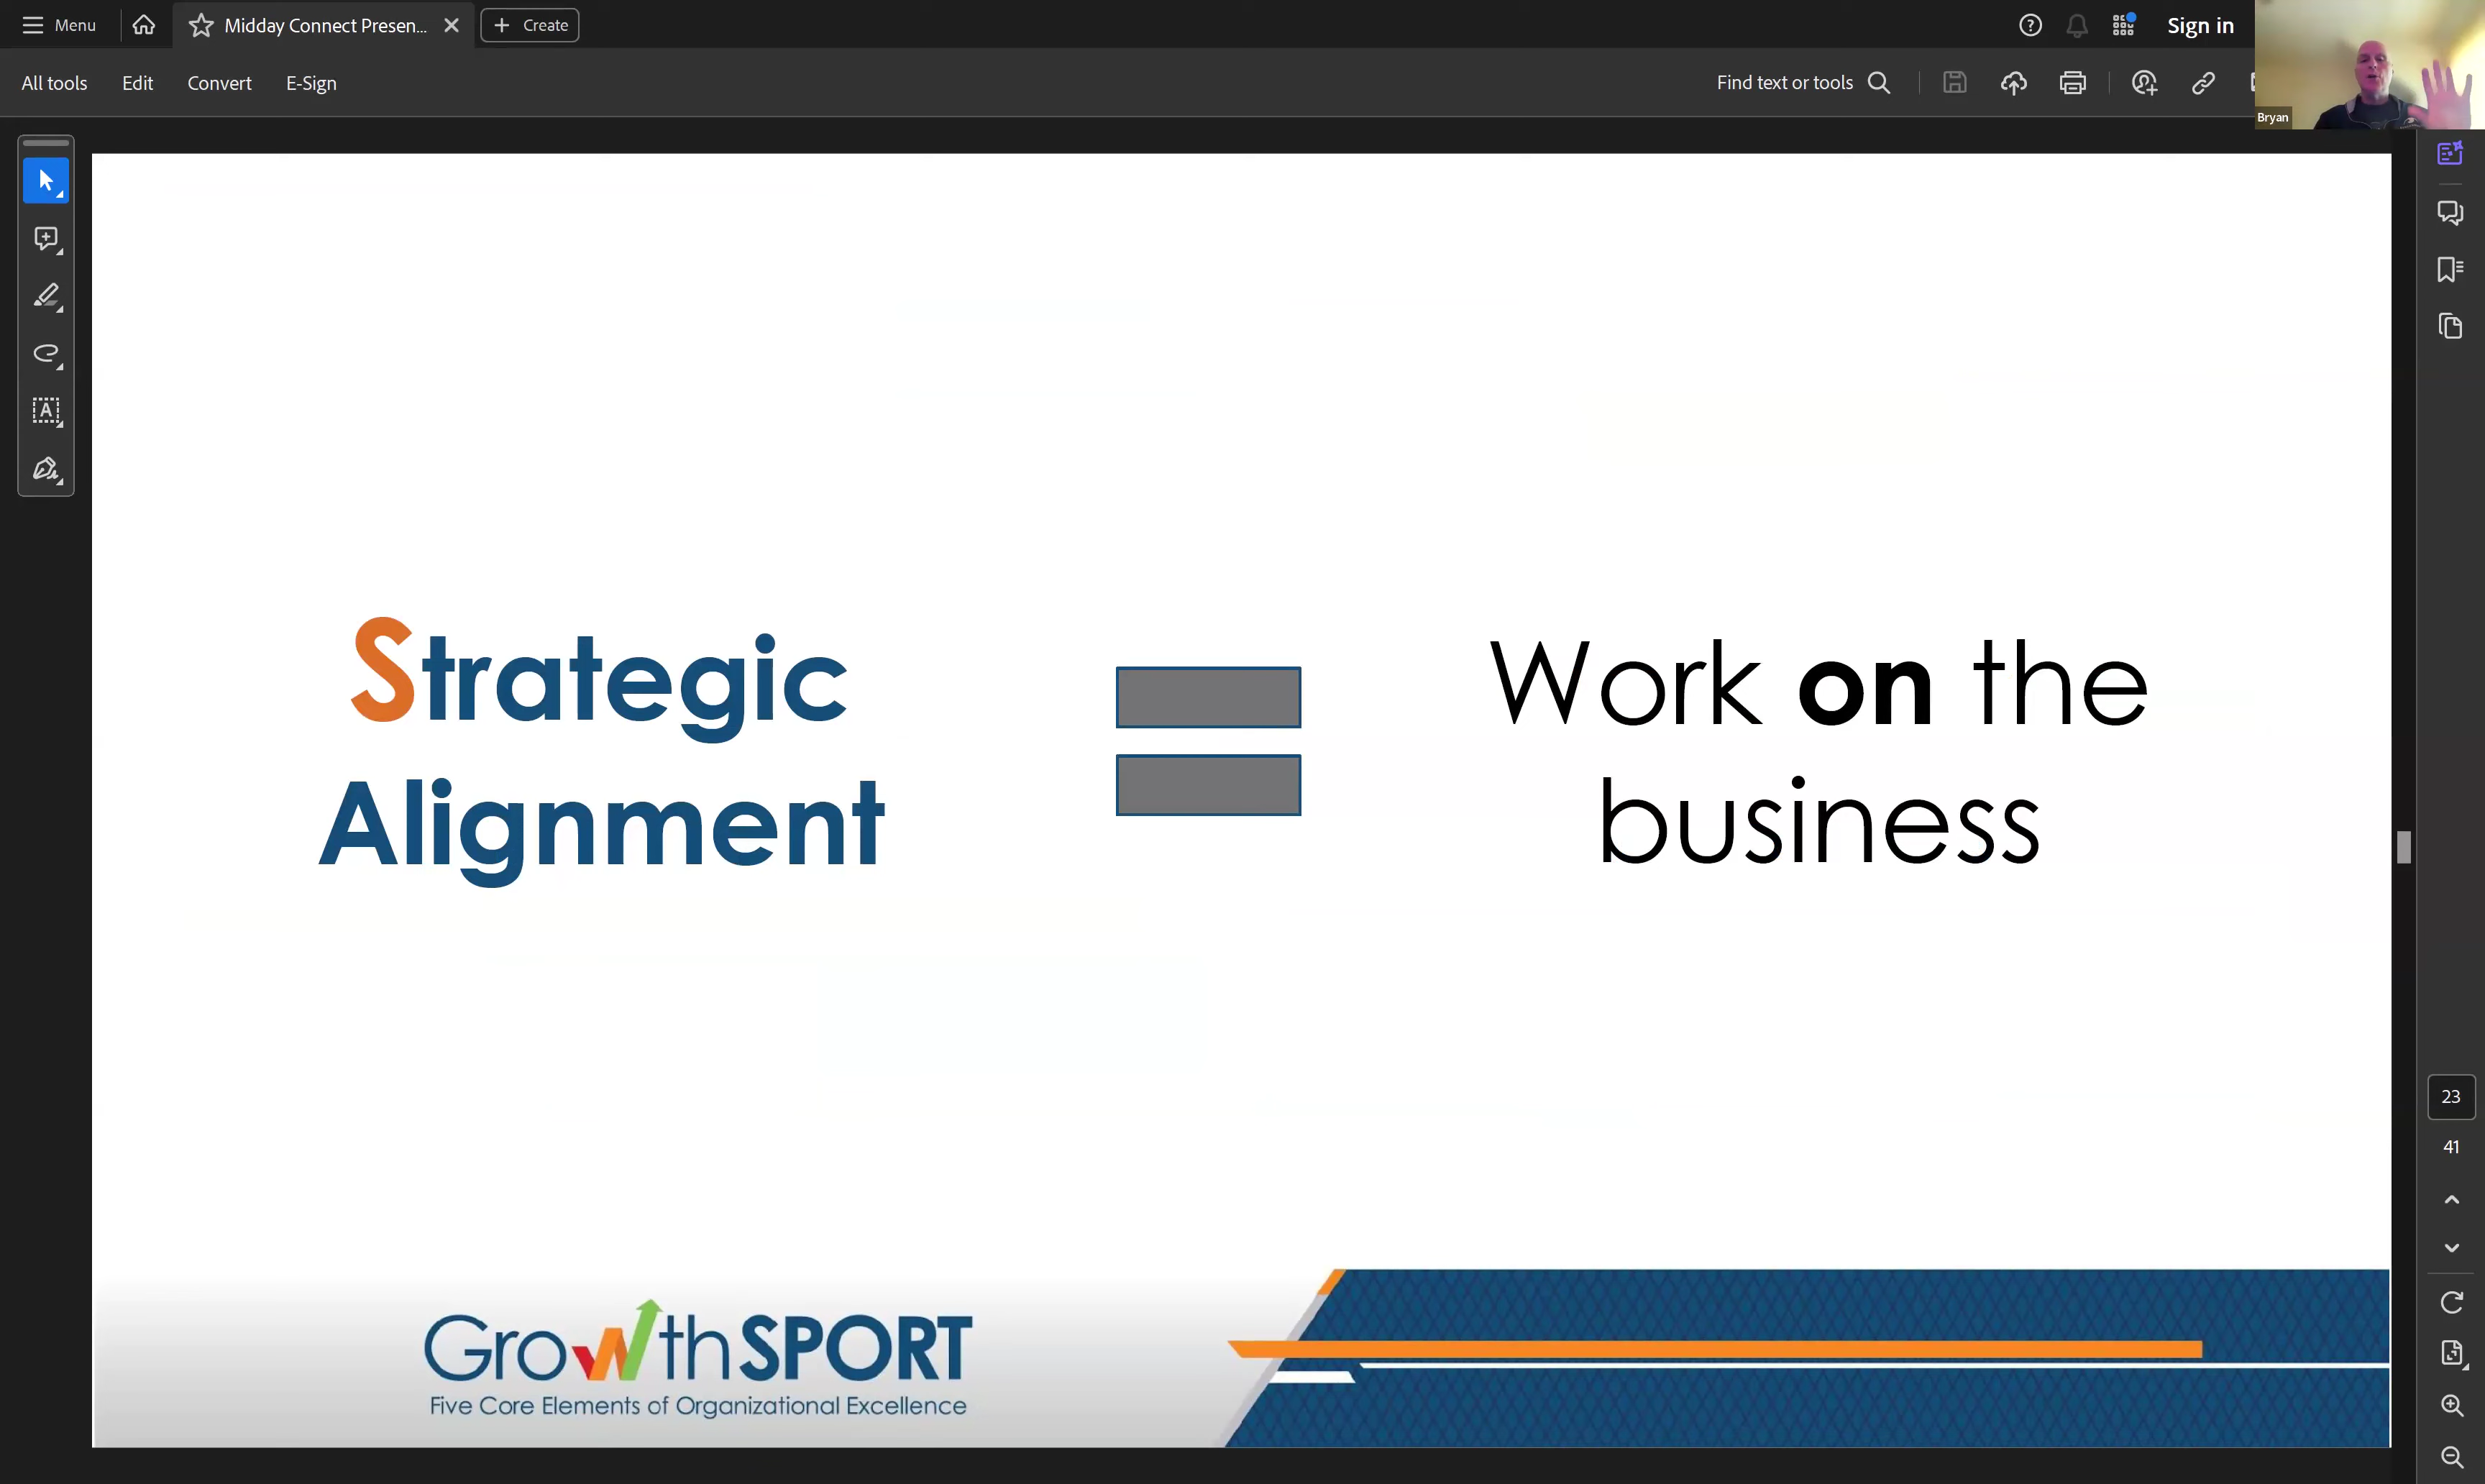 Menu
Midday Connect Presen...
Create
Sign in
All tools
Edit
Convert
E-Sign
Find text or tools
Bryan
Strategic
Alignment
Work on the
business
23
41
GrowthSPORT
Five Core Elements of Organizational Excellence